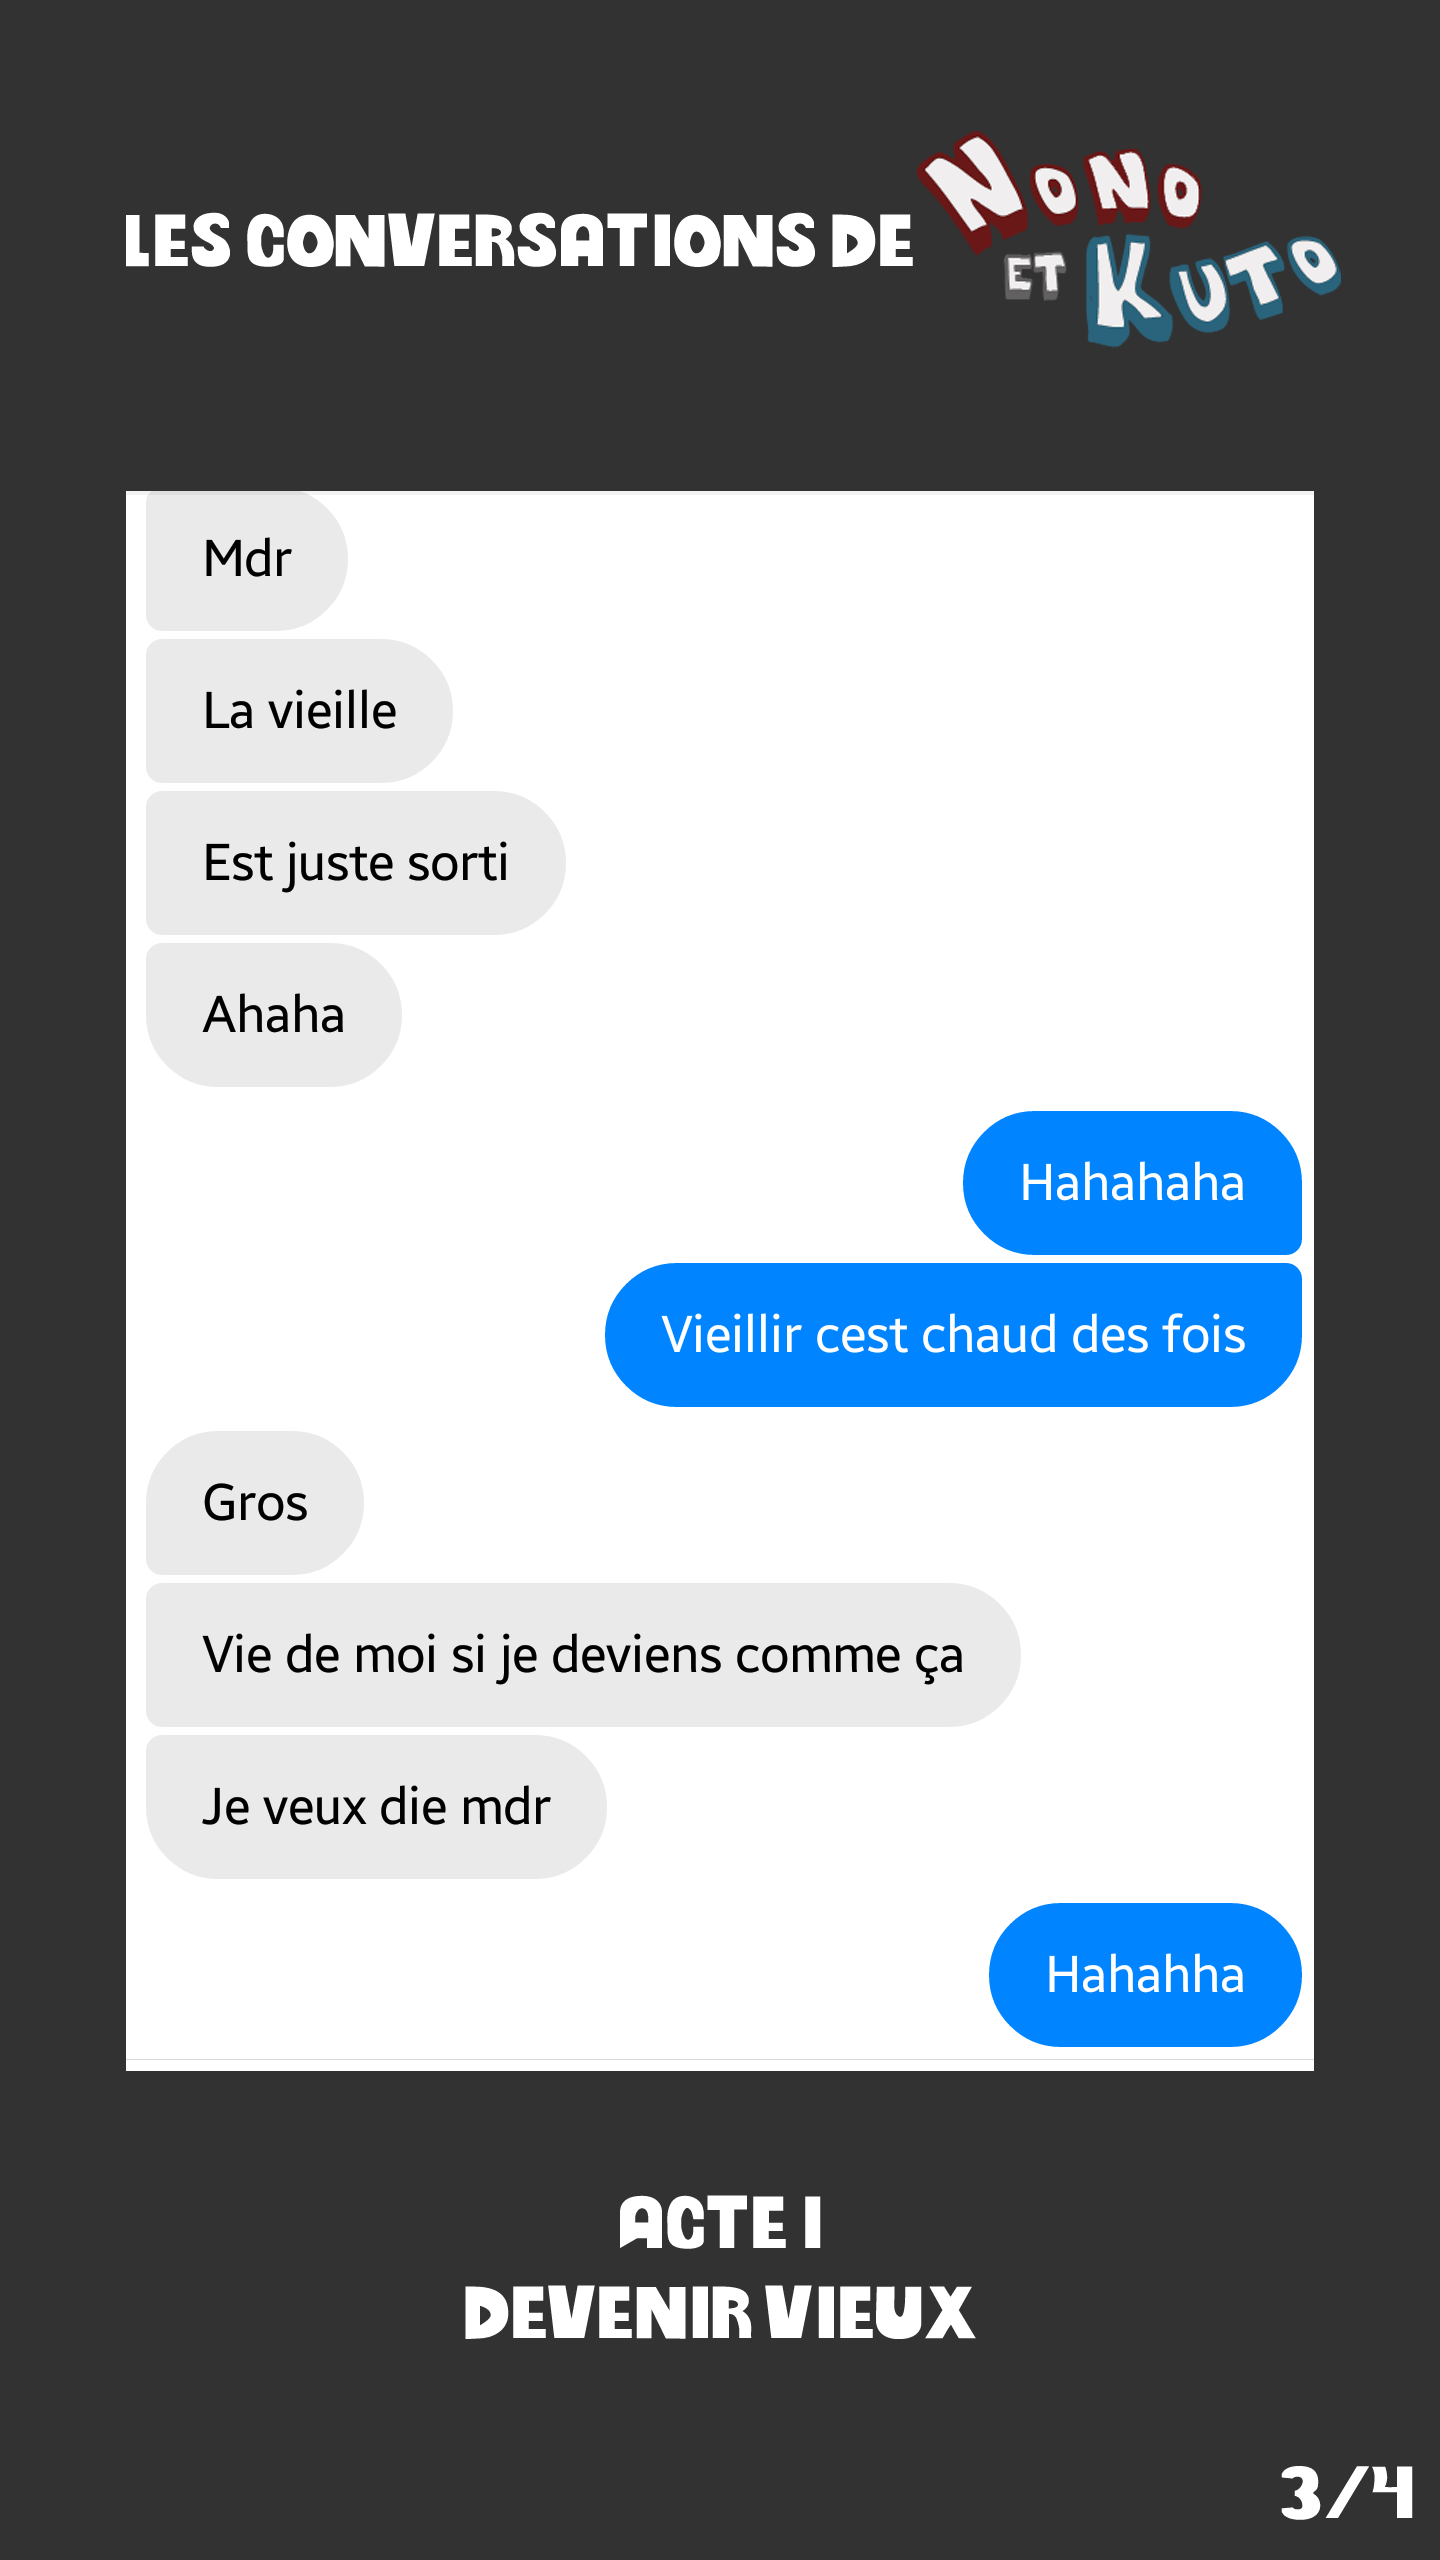 LES CONVERSATIONS DE NONO
ET KUTO
Mdr
La vieille
Est juste sorti
Ahaha
Hahahaha
Vieillir cest chaud des fois
Gros
Vie de moi si je deviens comme ça
Je veux die mdr
Hahahha
ACTE I
DEVENIR VIEUX
3/4